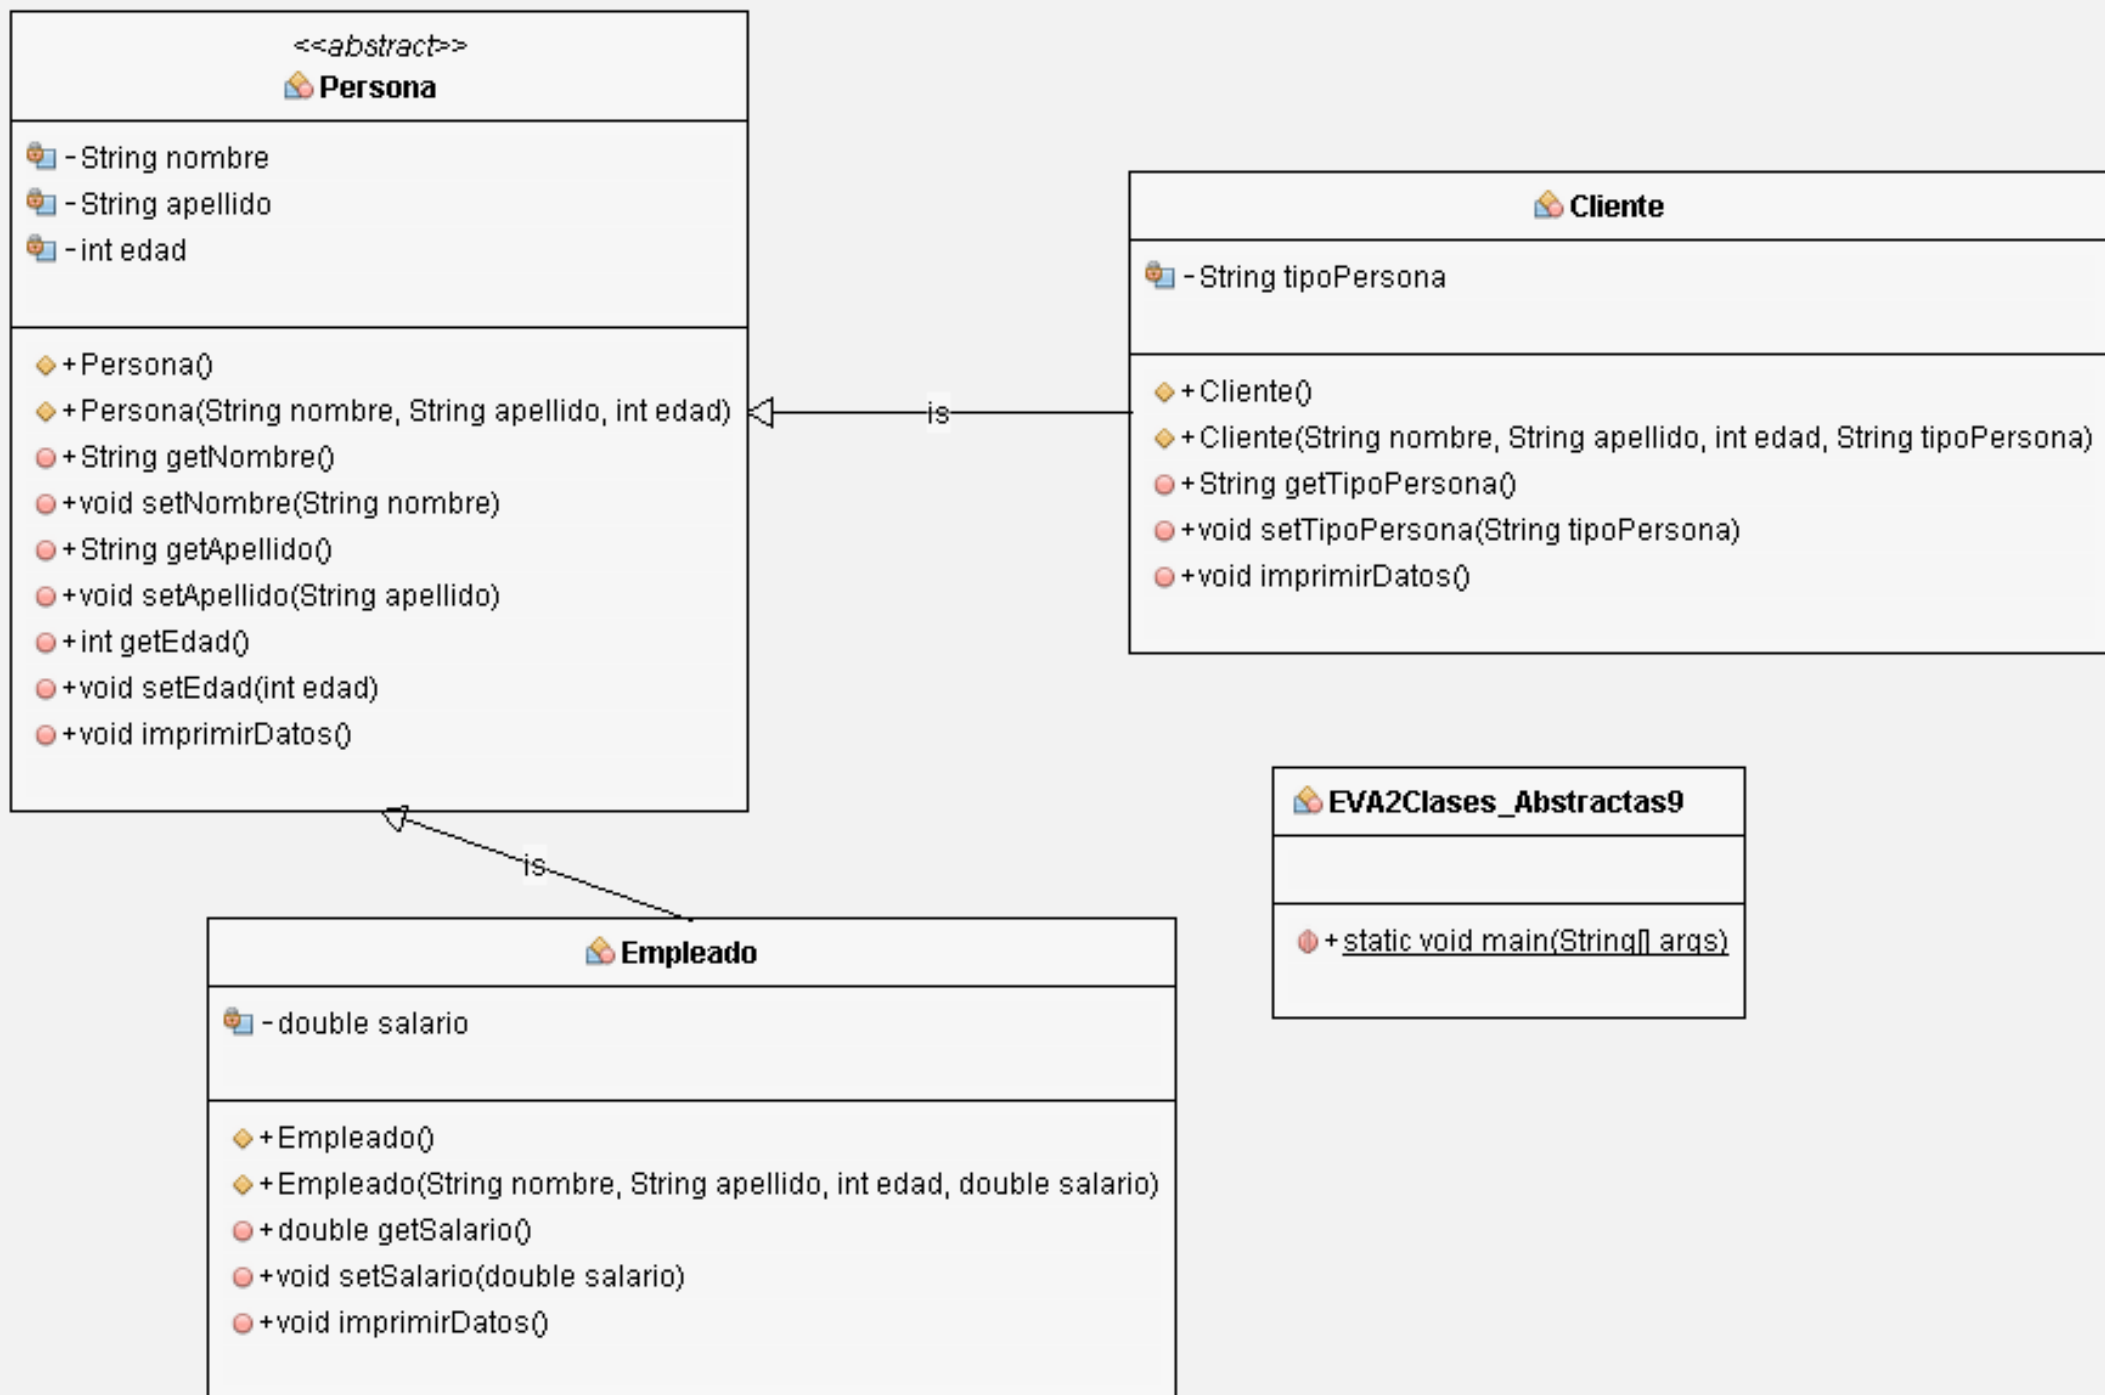 <<abstract>>
Persona
-String nombre
-String apellido
-int edad
+Persona()
+Persona(String nombre, String apellido, int edad)
+String getNombre()
+void setNombre(String nombre)
+String getApellido()
+void setApellido(String apellido)
+int getEdad()
+void setEdad(int edad)
+void imprimirDatos()
is
Cliente
-String tipoPersona
+Cliente()
+Cliente(String nombre, String apellido, int edad, String tipoPersona)
+String getTipoPersona()
+void setTipoPersona(String tipoPersona)
+void imprimirDatos()
is
Empleado
-double salario
+Empleado()
+Empleado(String nombre, String apellido, int edad, double salario)
+double getSalario()
+void setSalario(double salario)
+void imprimirDatos()
EVA2Clases_Abstractas9
+static void main(String[] args)